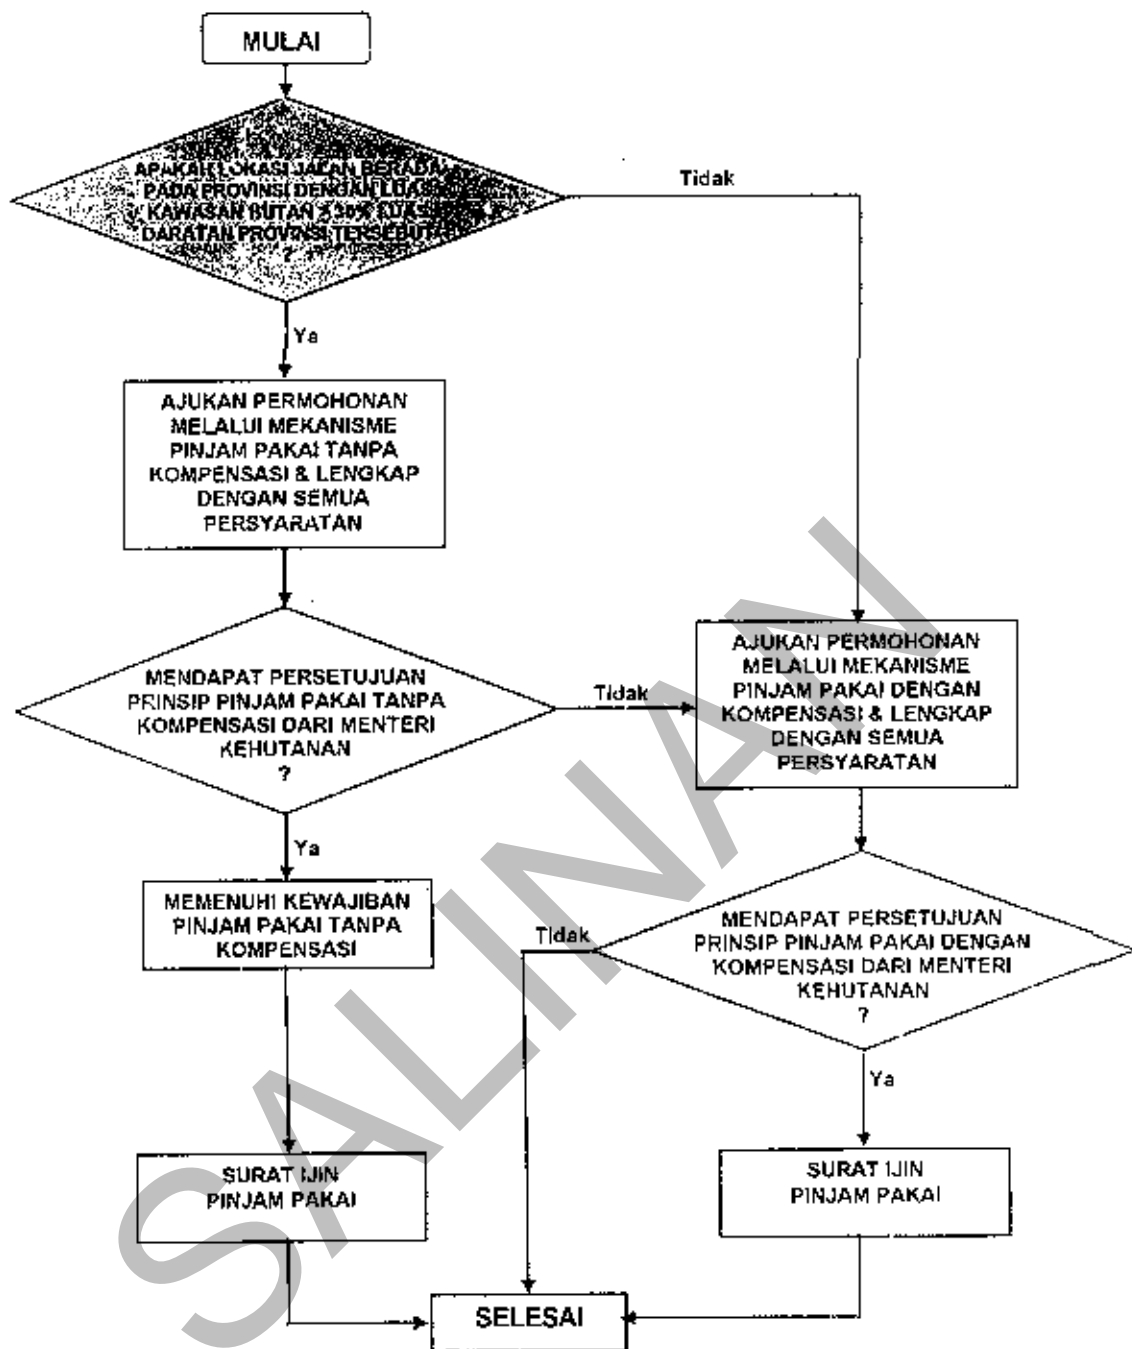 MULAI
APAKAH LOKASI JALAN BERADA
PADA PROVINSI DENGAN LUAS
KAWASAN HUTAN 30% LUAS
DARATAN PROVINSI TERSEBUT
?
Tidak
Ya
AJUKAN PERMOHONAN
MELALUI MEKANISME
PINJAM PAKAI TANPA
KOMPENSASI & LENGKAP
DENGAN SEMUA
PERSYARATAN
MENDAPAT PERSETUJUAN
PRINSIP PINJAM PAKAI TANPA
KOMPENSASI DARI MENTERI
KEHUTANAN
?
Tidak
AJUKAN PERMOHONAN
MELALUI MEKANISME
PINJAM PAKAI DENGAN
KOMPENSASI & LENGKAP
DENGAN SEMUA
PERSYARATAN
Ya
MEMENUHI KEWAJIBAN
PINJAM PAKAI TANPA
KOMPENSASI
Tidak
MENDAPAT PERSETUJUAN
PRINSIP PINJAM PAKAI DENGAN
KOMPENSASI DARI MENTERI
KEHUTANAN
?
Ya
SURAT IJIN
PINJAM PAKAI
SURAT IJIN
PINJAM PAKAI
SELESAI
SALINAN